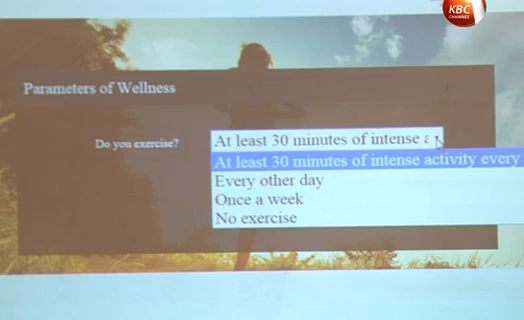 KBC
CHANNEL
Parameters of Wellness
Do you exercise?
At least 30 minutes of intense
At least 30 minutes of intense activity every
Every other day
Once a week
No exercise